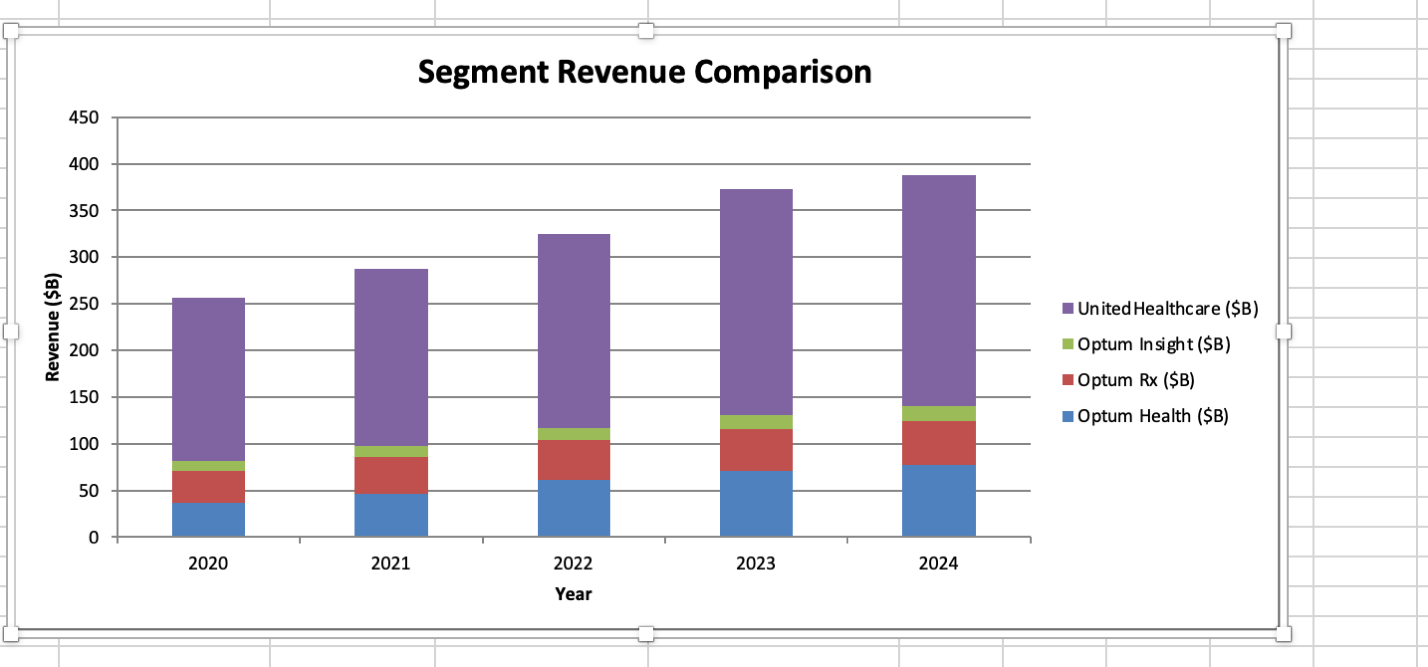 Segment Revenue Comparison
450
400
350
300
250
200
150
100
50
0
Revenue ($B)
2020 2021 2022 2023 2024
Year
UnitedHealthcare ($B)
Optum Insight ($B)
Optum Rx ($B)
Optum Health ($B)